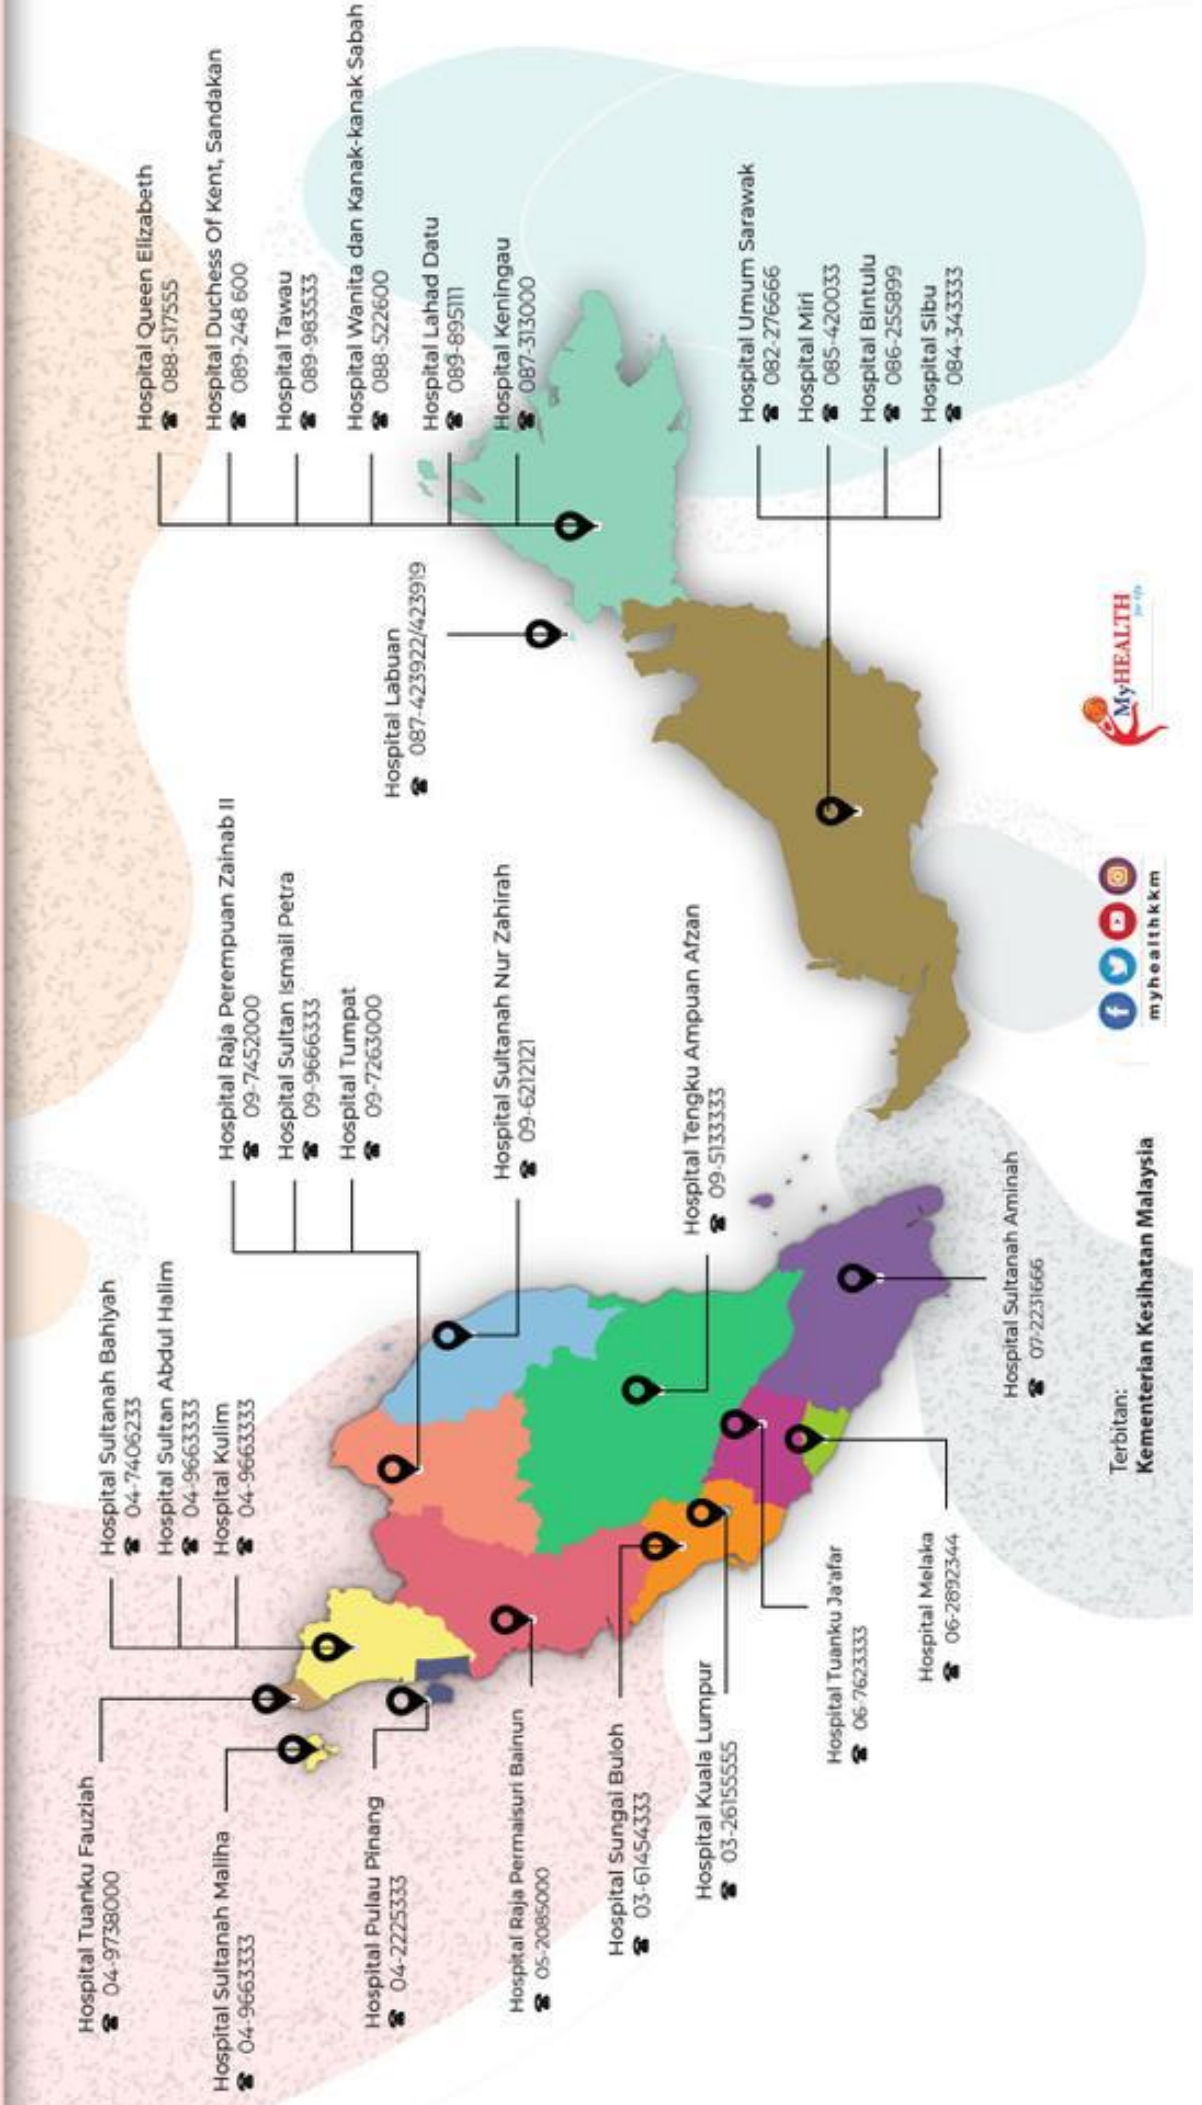 Hospital Tuanku Fauziah
04-9738000
Hospital Sultanah Maliha
04-9663333
Hospital Pulau Pinang
04-2225333
Hospital Raja Permaisuri Bainun
05-2085000
Hospital Sungai Buloh
03-61454333
Hospital Kuala Lumpur
03-26155555
Hospital Tuanku Ja'afar
06-7623333
Hospital Melaka
06-2892344
Hospital Sultanah Bahiyah
04-7406233
Hospital Sultan Abdul Halim
04-9663333
Hospital Kulim
04-9663333
Hospital Raja Perempuan Zainab II
09-7452000
Hospital Sultan Ismail Petra
09-9666333
Hospital Tumpat
09-7263000
Hospital Sultanah Nur Zahirah
09-6212121
Hospital Tengku Ampuan Afzan
09-5133333
Hospital Sultanah Aminah
07-2231666
Hospital Labuan
087-423922/423919
Hospital Queen Elizabeth
088-517555
Hospital Duchess Of Kent, Sandakan
089-248 600
Hospital Tawau
089-983533
Hospital Wanita dan Kanak-kanak Sabah
088-522600
Hospital Lahad Datu
089-895111
Hospital Keningau
087-313000
Hospital Umum Sarawak
082-276666
Hospital Miri
085-420033
Hospital Bintulu
086-255899
Hospital Sibu
084-343333
Terbitan:
Kementerian Kesihatan Malaysia
myhealthkkm
MyHEALTH
for life